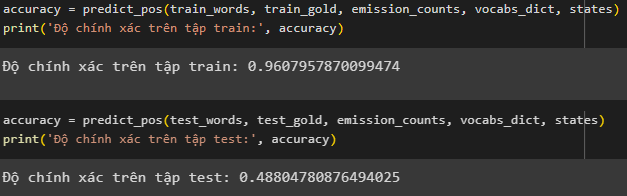 accuracy = predict_pos(train_words, train_gold, emission_counts, vocabs_dict, states)
print('Độ chính xác trên tập train:', accuracy)
Độ chính xác trên tập train: 0.9607957870099474
accuracy = predict_pos(test_words, test_gold, emission_counts, vocabs_dict, states)
print('Độ chính xác trên tập test:', accuracy)
Độ chính xác trên tập test: 0.48804780876494025